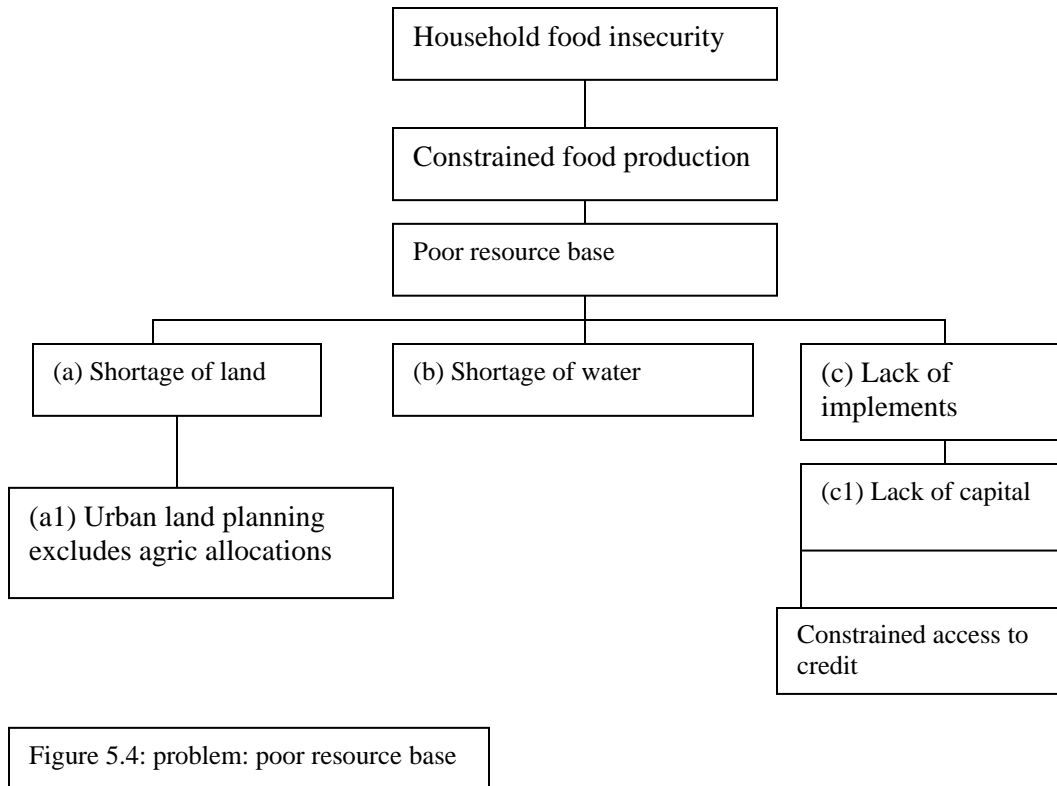 Household food insecurity
Constrained food production
Poor resource base
(a) Shortage of land
(b) Shortage of water
(c) Lack of
implements
(a1) Urban land planning
excludes agric allocations
(c1) Lack of capital
Constrained access to
credit
Figure 5.4: problem: poor resource base